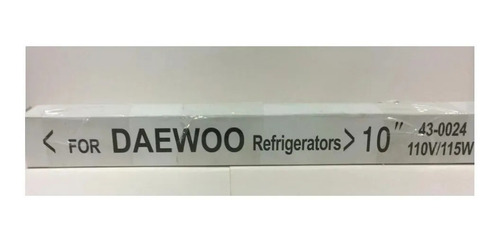 < FOR DAEWOO Refrigerators> 10" 43-0024
110V/115W